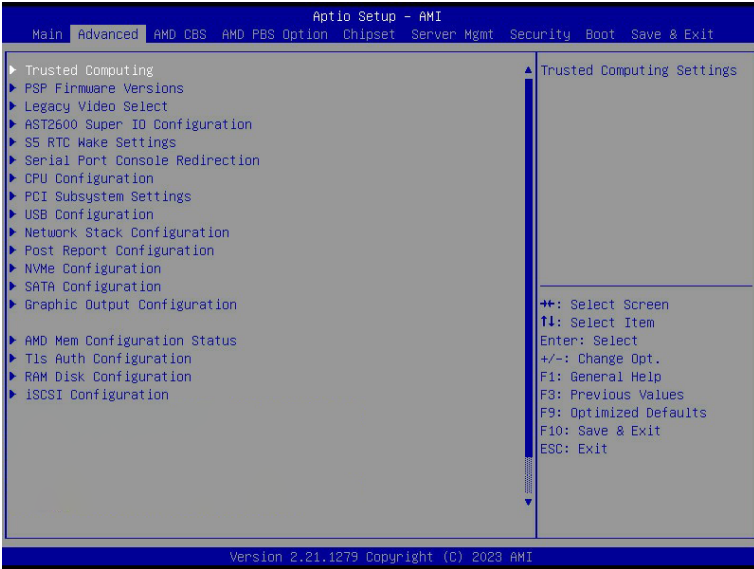 Aptio Setup - AMI
Main Advanced AMD CBS AMD PBS Option Chipset Server Mgmt Security Boot Save & Exit
Trusted Computing
PSP Firmware Versions
Legacy Video Select
AST2600 Super IO Configuration
S5 RTC Wake Settings
Serial Port Console Redirection
CPU Configuration
PCI Subsystem Settings
USB Configuration
Network Stack Configuration
Post Report Configuration
NVMe Configuration
SATA Configuration
Graphic Output Configuration
AMD Mem Configuration Status
Tls Auth Configuration
RAM Disk Configuration
iSCSI Configuration
Trusted Computing Settings
→←: Select Screen
↑↓: Select Item
Enter: Select
+/-: Change Opt.
F1: General Help
F3: Previous Values
F9: Optimized Defaults
F10: Save & Exit
ESC: Exit
Version 2.21.1279 Copyright (C) 2023 AMI